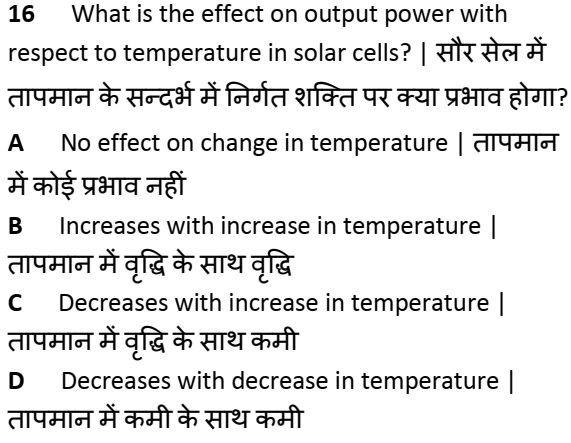 16 What is the effect on output power with
respect to temperature in solar cells? | सौर सेल में
तापमान के सन्दर्भ में निर्गत शक्ति पर क्या प्रभाव होगा?
A No effect on change in temperature | तापमान
में कोई प्रभाव नहीं
B Increases with increase in temperature |
तापमान में वृद्धि के साथ वृद्धि
C Decreases with increase in temperature |
तापमान में वृद्धि के साथ कमी
D Decreases with decrease in temperature |
तापमान में कमी के साथ कमी